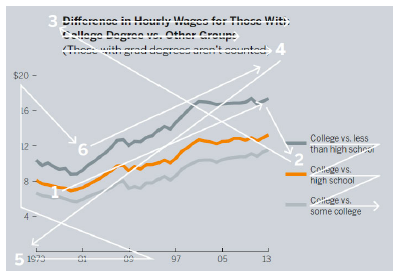 Difference in Hourly Wages for Those With
College Degree vs. Other Groups
(Those with grad degrees aren't counted
3
4
$20
16
12
8
4
6
1
2
5
1973
81
89
97
05
13
College vs. less
than high school
College vs.
high school
College vs.
some college